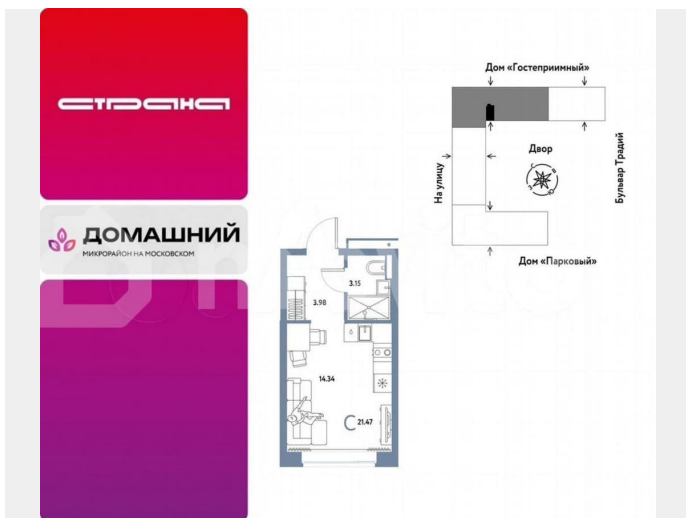 СТРАНА
ДОМАШНИЙ
МИКРОРАЙОН НА МОСКОВСКОМ
Дом «Гостеприимный»
На улицу
Двор
Бульвар Традий
Дом «Парковый»
3.15
3.98
14.34
С 21.47